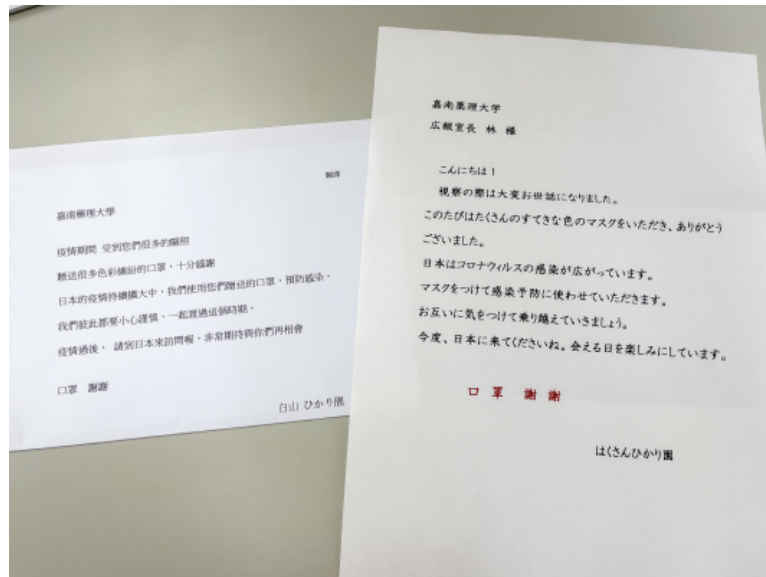 翻譯
嘉南藥理大學
疫情期間 受到您們很多的關照
贈送很多色彩繽紛的口罩，十分感謝
日本的疫情持續擴大中，我們使用您們贈送的口罩，預防感染。
我們彼此都要小心謹慎，一起渡過這個時期。
疫情過後， 請到日本來訪問喔，非常期待與你們再相會
口罩 謝謝
白山 ひかり園
嘉南薬理大学
広報室長 林 様
こんにちは！
視察の際は大変お世話になりました。
このたびはたくさんのすてきな色のマスクをいただき、ありがとう
ございました。
日本はコロナウィルスの感染が広がっています。
マスクをつけて感染予防に使わせていただきます。
お互いに気をつけて乗り越えていきましょう。
今度、日本に来てくださいね。会える日を楽しみにしています。
口 罩 謝 謝
はくさんひかり園